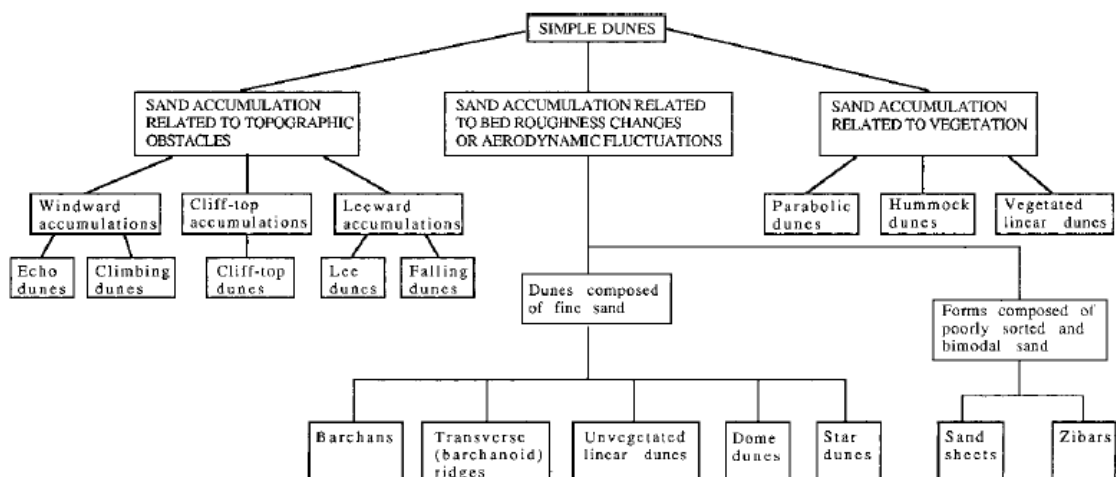 SIMPLE DUNES
SAND ACCUMULATION
RELATED TO TOPOGRAPHIC
OBSTACLES
SAND ACCUMULATION RELATED
TO BED ROUGHNESS CHANGES
OR AERODYNAMIC FLUCTUATIONS
SAND ACCUMULATION
RELATED TO VEGETATION
Windward
accumulations
Cliff-top
accumulations
Leeward
accumulations
Parabolic
dunes
Hummock
dunes
Vegetated
linear dunes
Echo
dunes
Climbing
dunes
Cliff-top
dunes
Lee
dunes
Falling
dunes
Dunes composed
of fine sand
Forms composed of
poorly sorted and
bimodal sand
Barchans
Transverse
(barchanoid)
ridges
Unvegetated
linear dunes
Dome
dunes
Star
dunes
Sand
sheets
Zibars